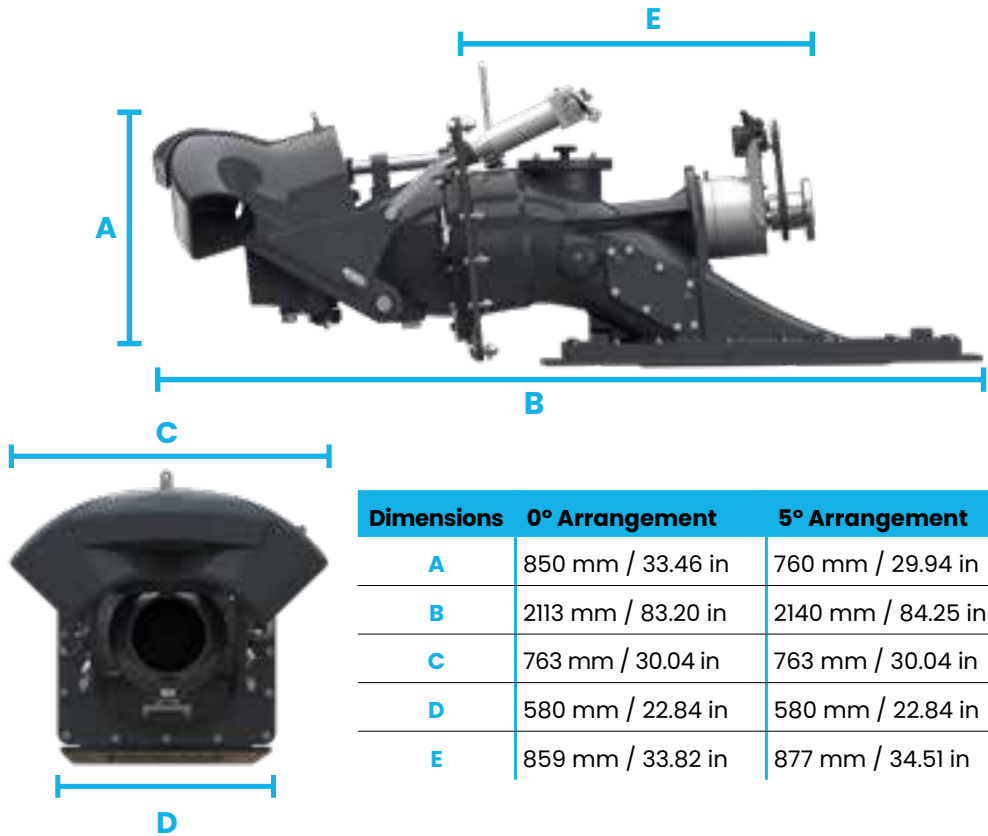 E
A
B
C
Dimensions 0° Arrangement 5° Arrangement
A 850 mm / 33.46 in 760 mm / 29.94 in
B 2113 mm / 83.20 in 2140 mm / 84.25 in
C 763 mm / 30.04 in 763 mm / 30.04 in
D 580 mm / 22.84 in 580 mm / 22.84 in
E 859 mm / 33.82 in 877 mm / 34.51 in
D